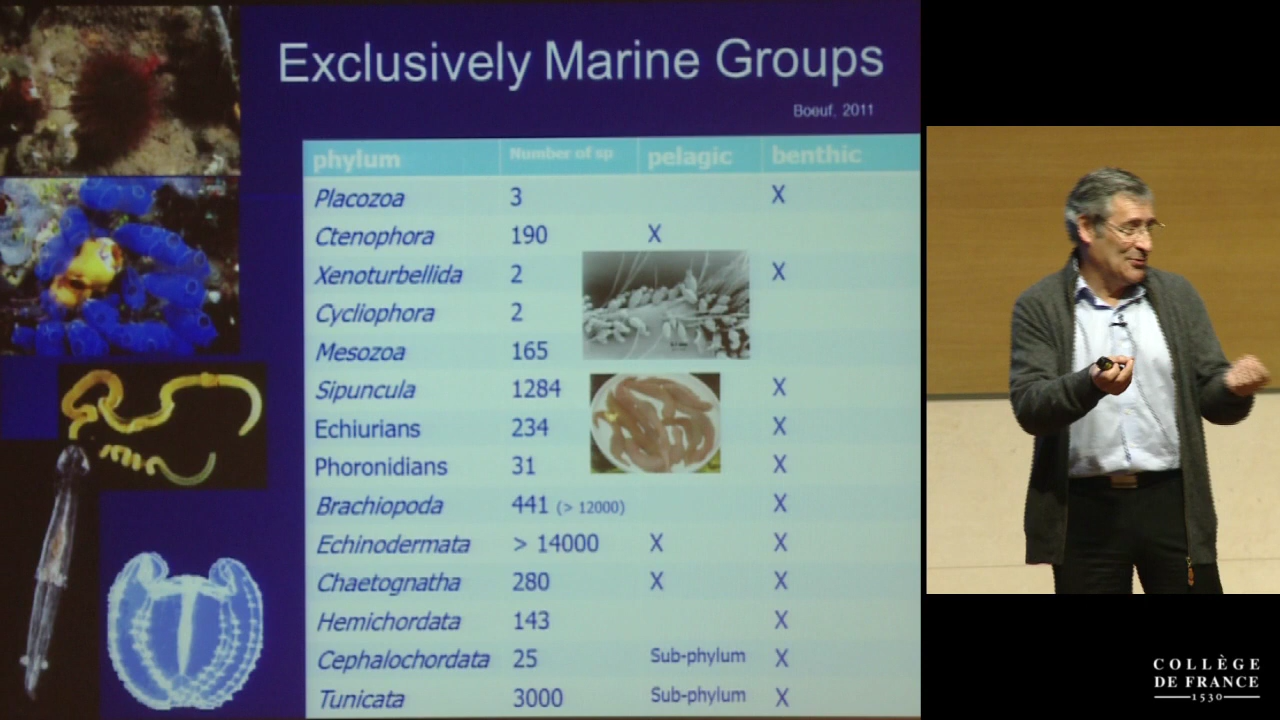 Exclusively Marine Groups
Boeuf, 2011
phylum Number of sp pelagic benthic
Placozoa 3 X
Ctenophora 190 X
Xenoturbellida 2 X
Cycliophora 2
Mesozoa 165
Sipuncula 1284 X
Echiurians 234 X
Phoronidians 31 X
Brachiopoda 441 (> 12000) X
Echinodermata > 14000 X X
Chaetognatha 280 X X
Hemichordata 143 X
Cephalochordata 25 Sub-phylum X
Tunicata 3000 Sub-phylum X
COLLÈGE
DE FRANCE
1530